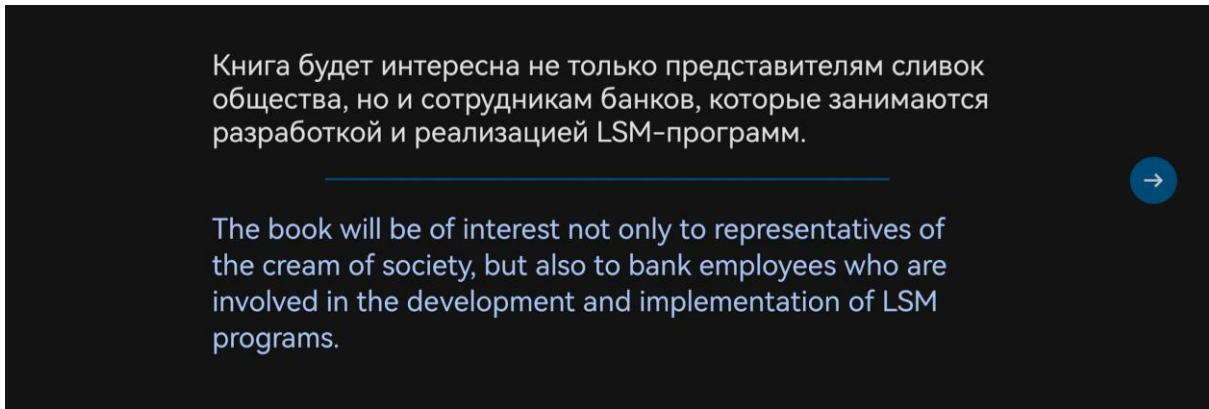 Книга будет интересна не только представителям сливок
общества, но и сотрудникам банков, которые занимаются
разработкой и реализацией LSM-программ.
The book will be of interest not only to representatives of
the cream of society, but also to bank employees who are
involved in the development and implementation of LSM
programs.